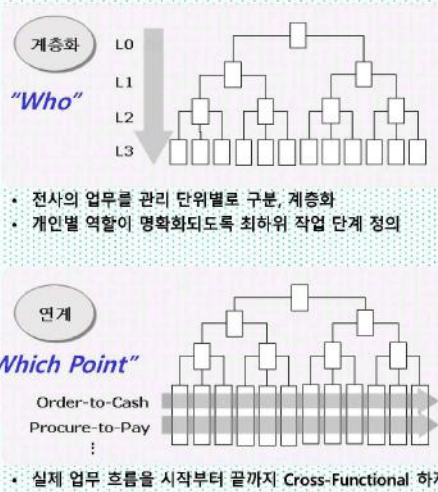 계층화
L0
L1
"Who"
L2
L3
• 전사의 업무를 관리 단위별로 구분, 계층화
• 개인별 역할이 명확화되도록 최하위 작업 단계 정의
연계
Which Point"
Order-to-Cash
Procure-to-Pay
⋮
• 실제 업무 흐름을 시작부터 끝까지 Cross-Functional 하게